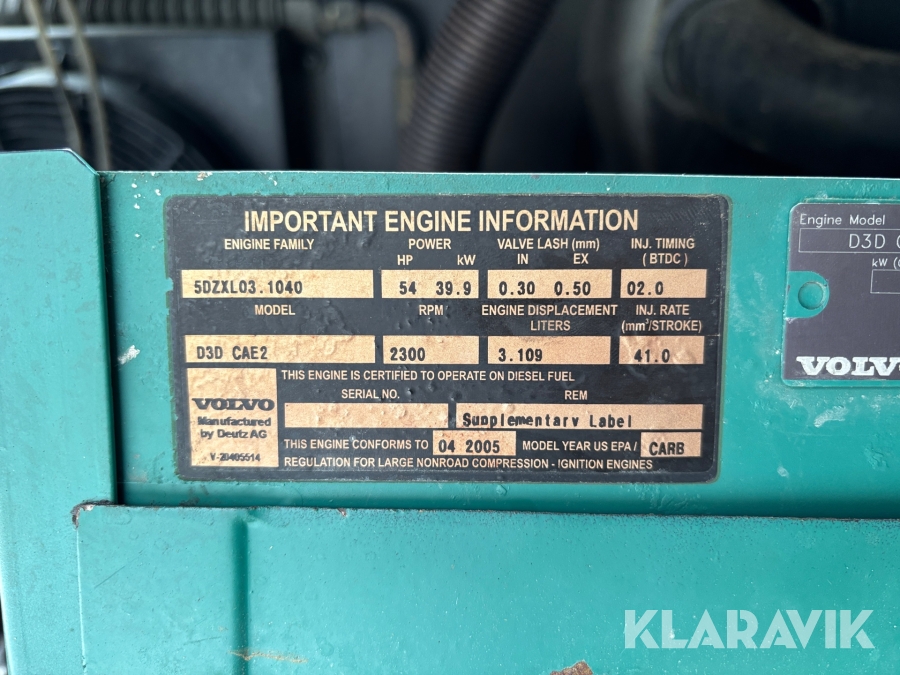 IMPORTANT ENGINE INFORMATION
ENIGINE FAMILY POWER VALVE LASH (mm) INJ. TIMING
HP kW IN EX (BTDC)
5DZXL03.1040 54 39.9 0.30 0.50 02.0
MODEL RPM ENGINE DISPLACEMENT INJ. RATE
LITERS (mm³/STROKE)
D3D CAE2 2300 3.109 41.0
THIS ENGINE IS CERTIFIED TO OPERATE ON DIESEL FUEL
SERIAL NO. REM
VOLVO Supplementary Label
Manufactured
by Deutz AG
V-20405514
THIS ENGINE CONFORMS TO 04 2005 MODEL YEAR US EPA / CARB
REGULATION FOR LARGE NONROAD COMPRESSION - IGNITION ENGINES
Engine Model
D3D
kW
VOLVO
KLARAVIK